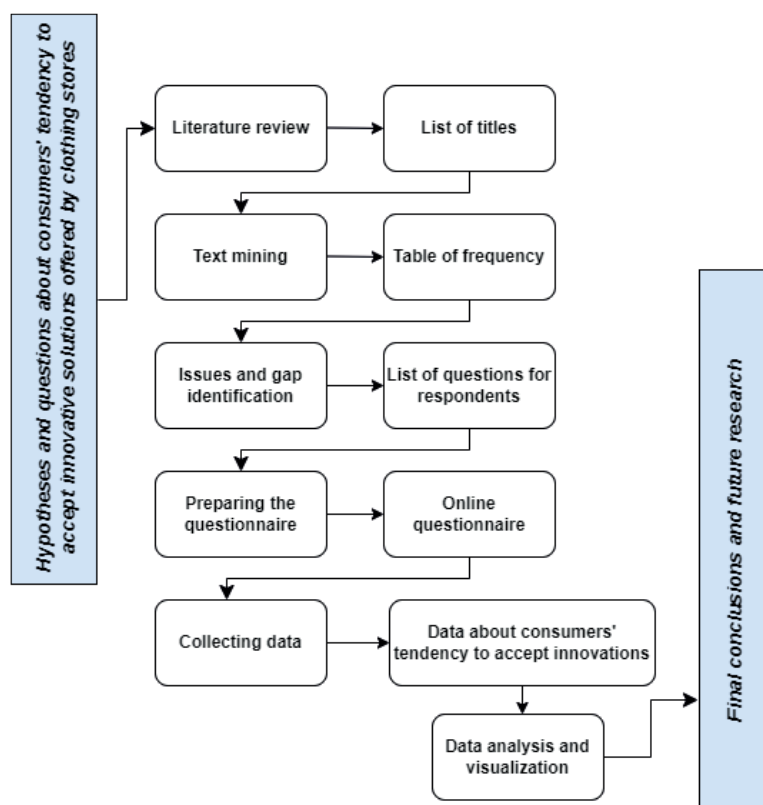 Hypotheses and questions about consumers' tendency to
accept innovative solutions offered by clothing stores
Literature review
List of titles
Text mining
Table of frequency
Issues and gap
identification
List of questions for
respondents
Preparing the
questionnaire
Online
questionnaire
Collecting data
Data about consumers'
tendency to accept innovations
Data analysis and
visualization
Final conclusions and future research